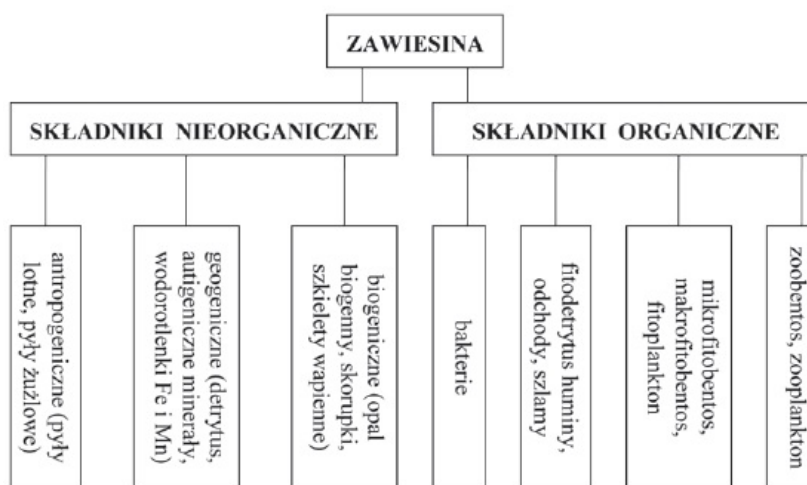 ZAWIESINA
SKŁADNIKI NIEORGANICZNE
SKŁADNIKI ORGANICZNE
antropogeniczne (pyły
lotne, pyły żużlowe)
geogeniczne (detrytus,
autigeniczne minerały,
wodorotlenki Fe i Mn)
biogeniczne (opal
biogenny, skorupki,
szkielety wapienne)
bakterie
fitodetrytus huminy,
odchody, szlamy
mikrofitobentos,
makrofitobentos,
fitoplankton
zoobentos, zooplankton